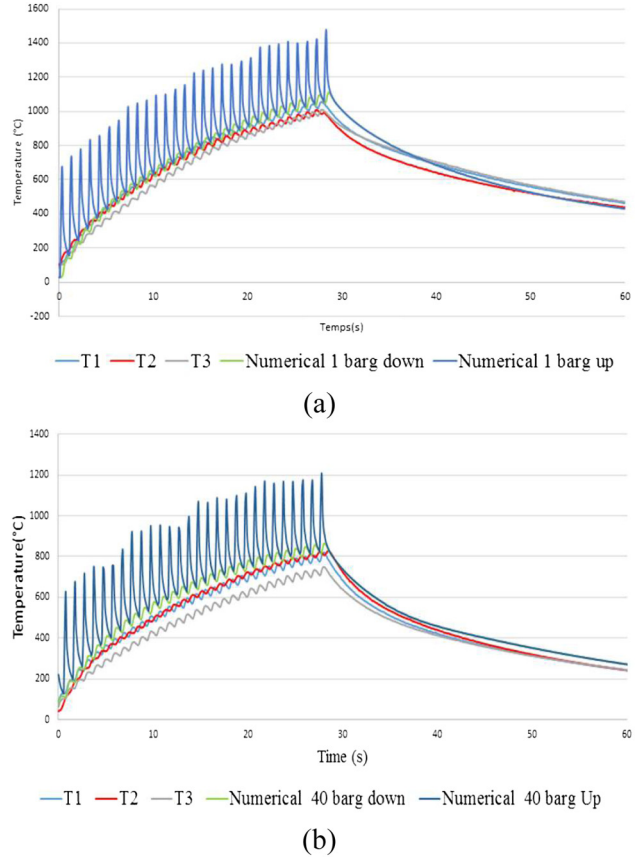 1600
1400
1200
1000
800
600
400
200
0
-200
Temperature (°C)
0 10 20 30 40 50 60
Temps(s)
T1 T2 T3 Numerical 1 barg down Numerical 1 barg up
(a)
1400
1200
1000
800
600
400
200
0
Temperature(°C)
0 10 20 30 40 50 60
Time (s)
T1 T2 T3 Numerical 40 barg down Numerical 40 barg Up
(b)